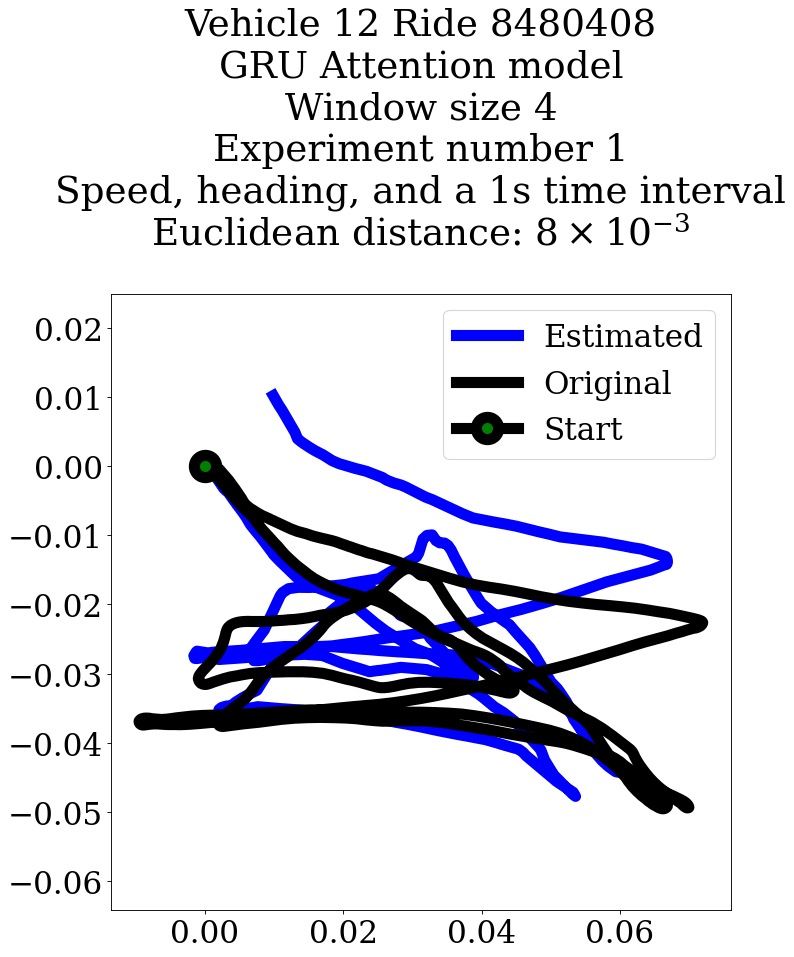 Vehicle 12 Ride 8480408
GRU Attention model
Window size 4
Experiment number 1
Speed, heading, and a 1s time interval
Euclidean distance: 8 × 10⁻³
Estimated
Original
Start
0.02
0.01
0.00
−0.01
−0.02
−0.03
−0.04
−0.05
−0.06
0.00 0.02 0.04 0.06